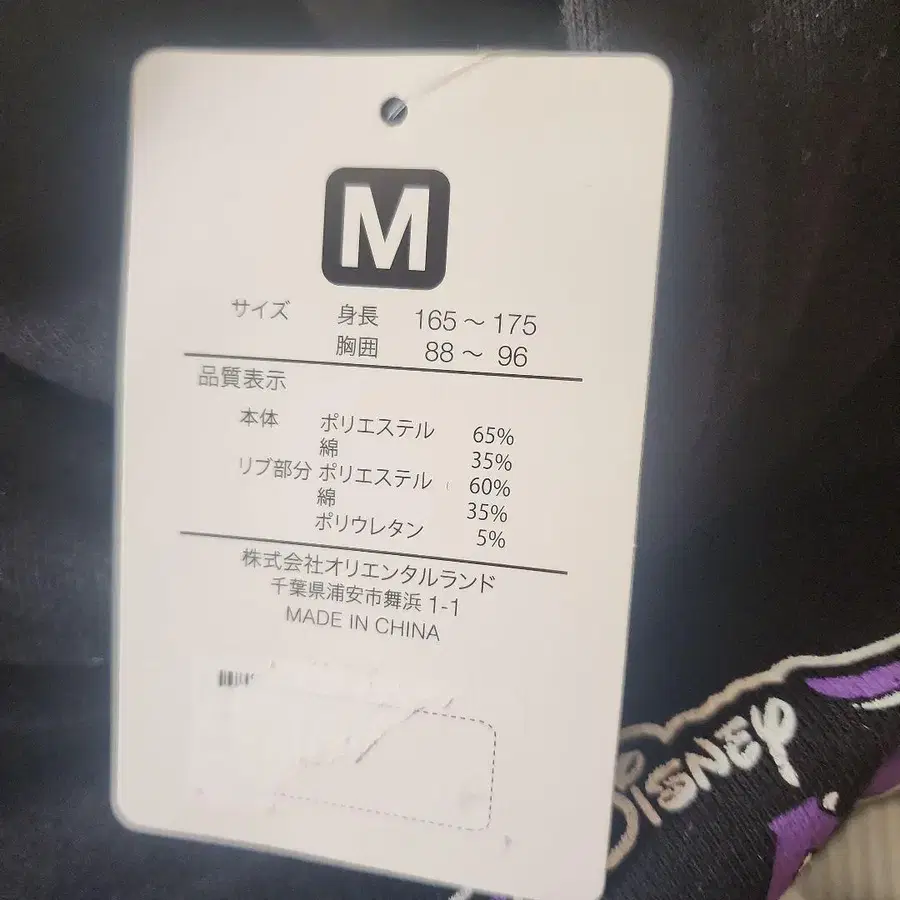 M
サイズ 身長 165～175
胸囲 88～96
品質表示
本体 ポリエステル 65%
綿 35%
リブ部分 ポリエステル 60%
綿 35%
ポリウレタン 5%
株式会社オリエンタルランド
千葉県浦安市舞浜 1-1
MADE IN CHINA
DISNEY